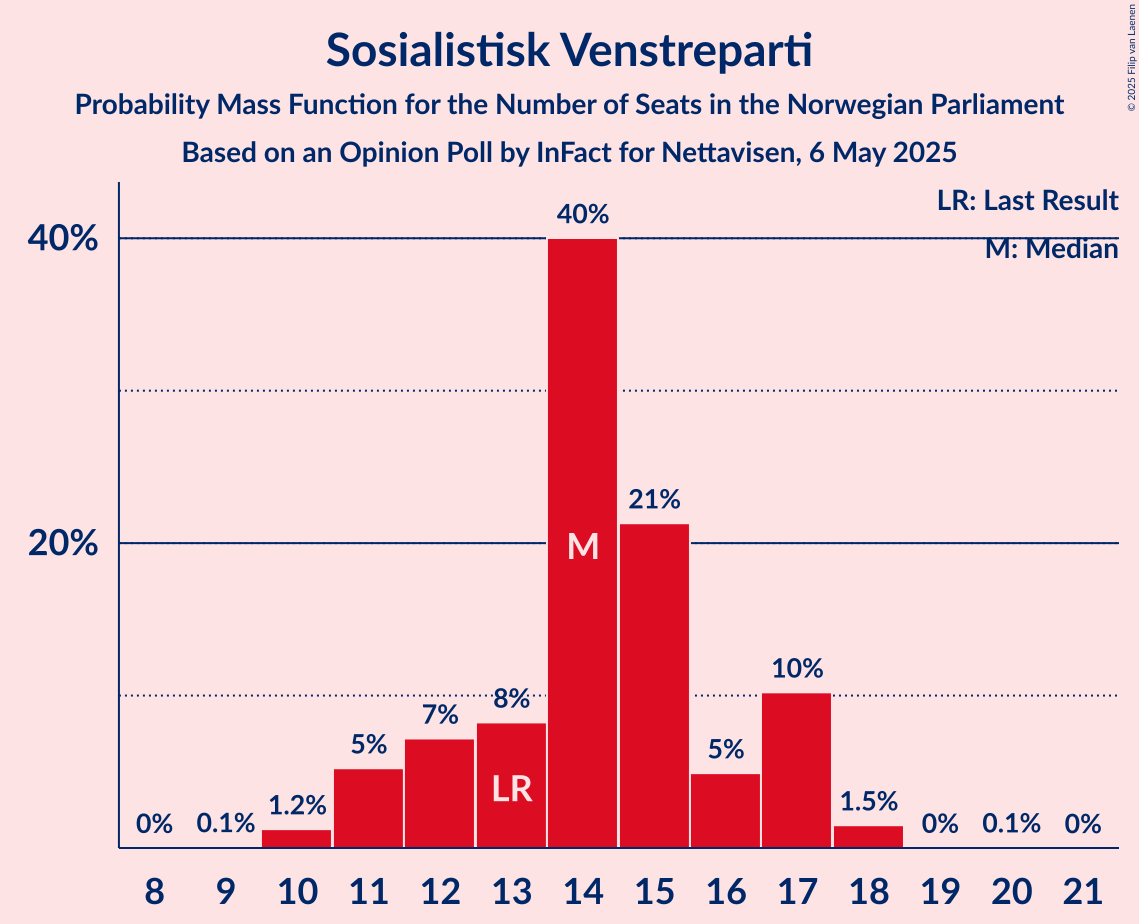 Sosialistisk Venstreparti
Probability Mass Function for the Number of Seats in the Norwegian Parliament
Based on an Opinion Poll by InFact for Nettavisen, 6 May 2025
© 2025 Filip van Laenen
LR: Last Result
M: Median
40%
20%
0%
0.1%
1.2%
5%
7%
8%
40%
21%
5%
10%
1.5%
0%
0.1%
0%
M
LR
8 9 10 11 12 13 14 15 16 17 18 19 20 21